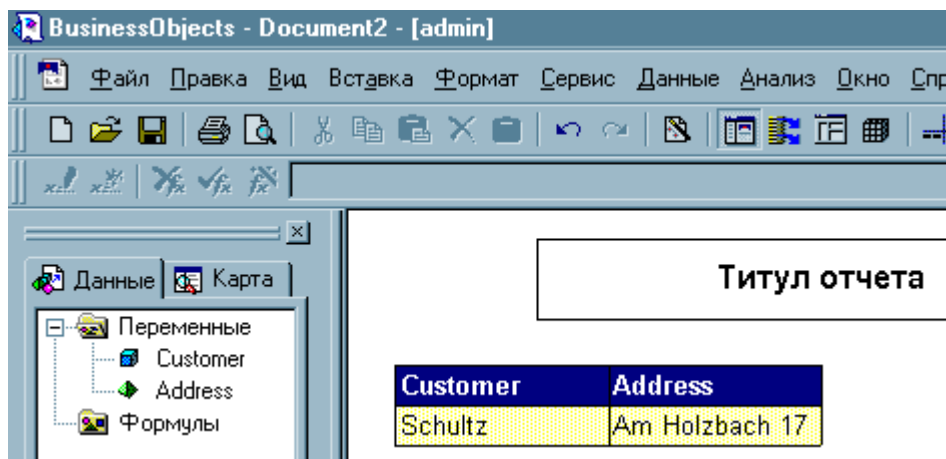 BusinessObjects - Document2 - [admin]
Файл Правка Вид Вставка Формат Сервис Данные Анализ Окно Спр
Данные Карта
Переменные
Customer
Address
Формулы
Титул отчета
Customer Address
Schultz Am Holzbach 17